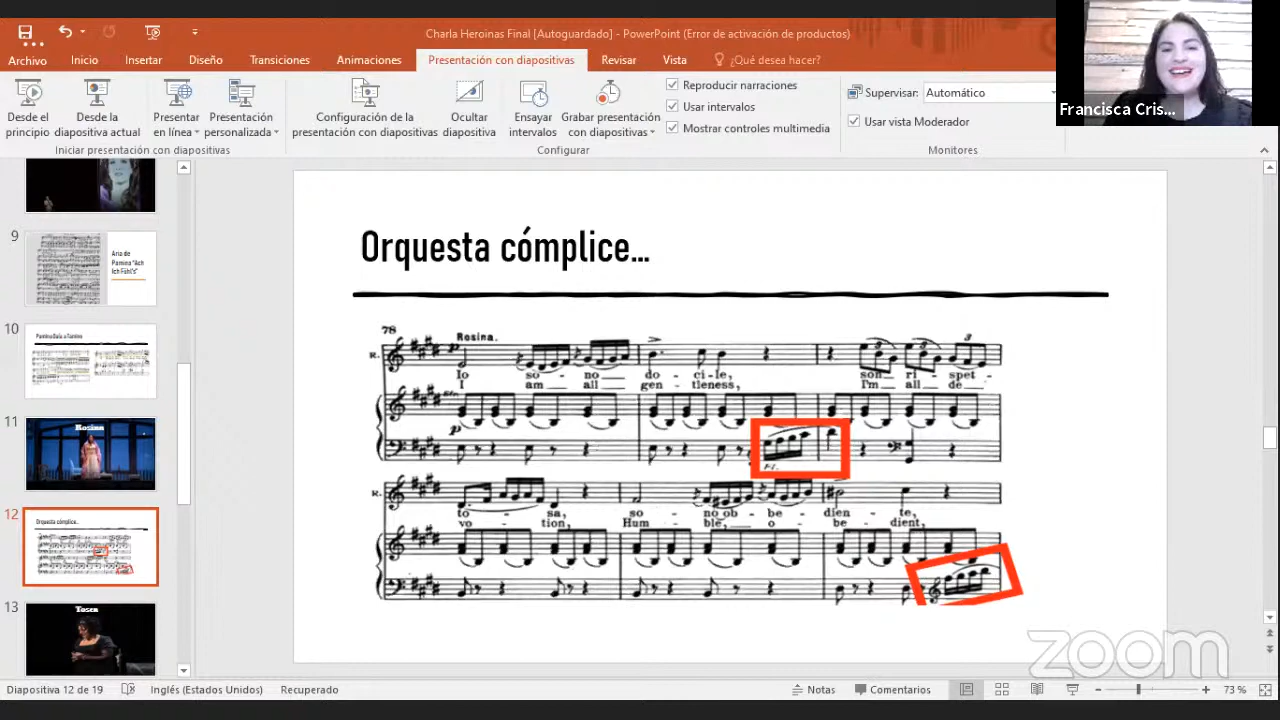 Charla Heroinas Final [Autoguardado] - PowerPoint (Error de activación de productos)
Archivo Inicio Insertar Diseño Transiciones Animaciones Presentación con diapositivas Revisar Vista ¿Qué desea hacer?
Francisca Cris...
Desde el principio
Desde la diapositiva actual
Presentar en línea
Presentación personalizada
Configuración de la presentación con diapositivas
Ocultar diapositiva
Ensayar intervalos
Grabar presentación con diapositivas
Reproducir narraciones
Usar intervalos
Mostrar controles multimedia
Supervisar: Automático
Usar vista Moderador
Iniciar presentación con diapositivas
Configurar
Monitores
9
Aria de
Pamina "Ach
Ich Fühl's"
10
11
Rosina
12
Orquesta cómplice...
13
Tosca
Orquesta cómplice...
78
Rosina.
R.
Io so - no do - ci - le, son ri - spet -
I am all gen - tleness, I'm all de -
p
3
Fl.
R.
to - sa, so - no ob - be - dien - te,
vo - tion, Hum - ble, o - be - dient,
zoom
Diapositiva 12 de 19
Inglés (Estados Unidos)
Recuperado
Notas
Comentarios
73 %